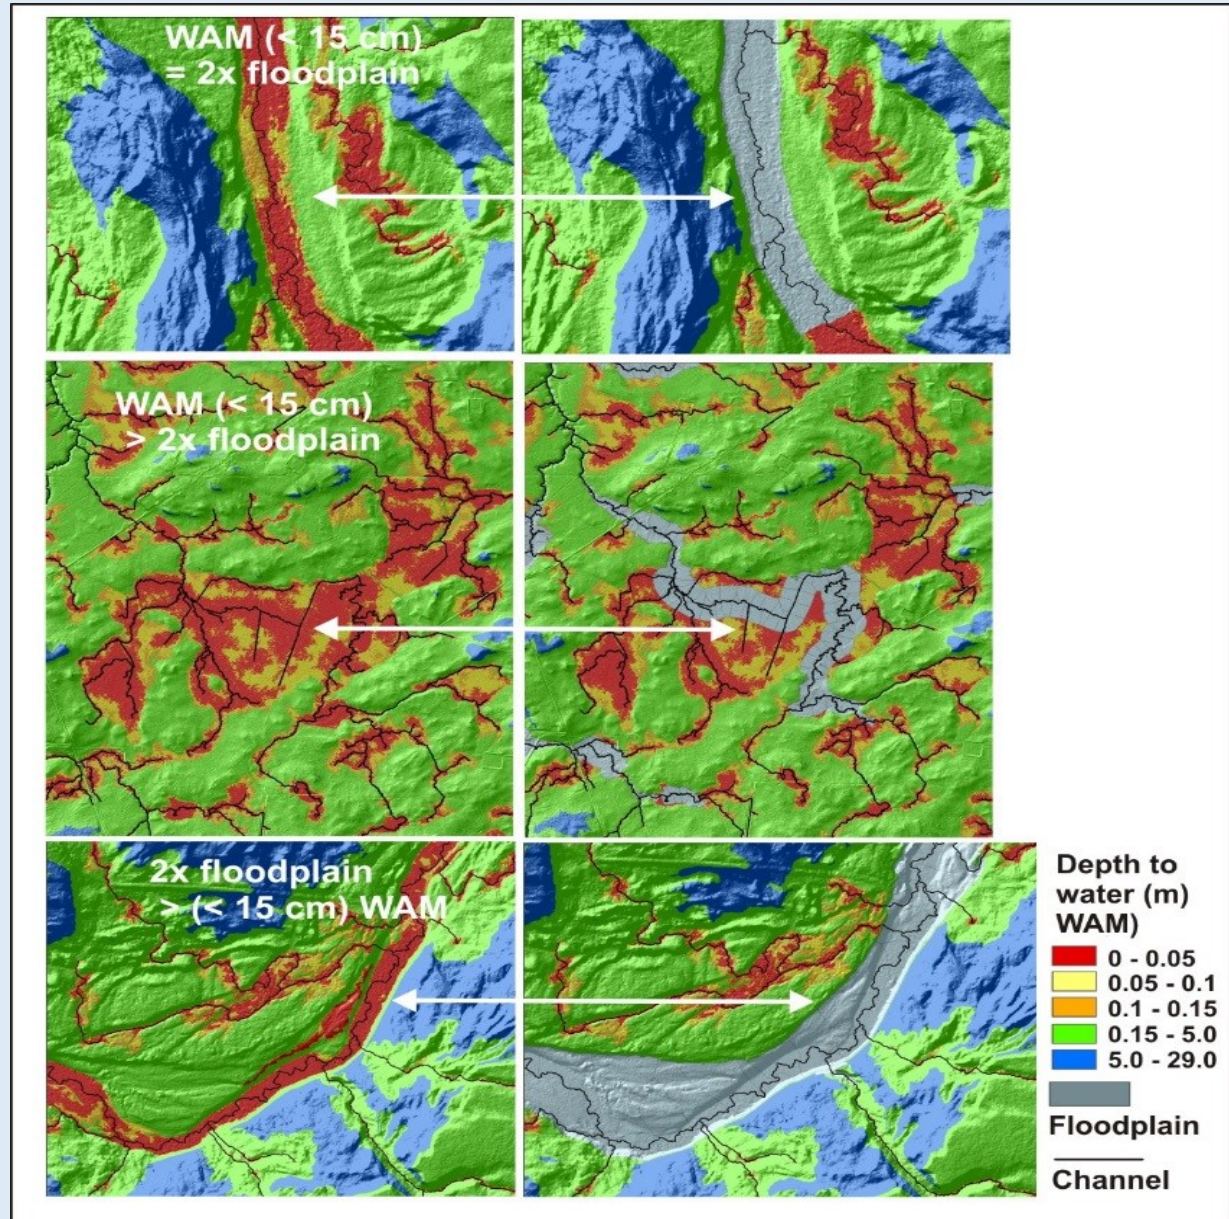 WAM (< 15 cm)
= 2x floodplain
WAM (< 15 cm)
> 2x floodplain
2x floodplain
> (< 15 cm) WAM
Depth to
water (m)
WAM)
0 - 0.05
0.05 - 0.1
0.1 - 0.15
0.15 - 5.0
5.0 - 29.0
Floodplain
Channel